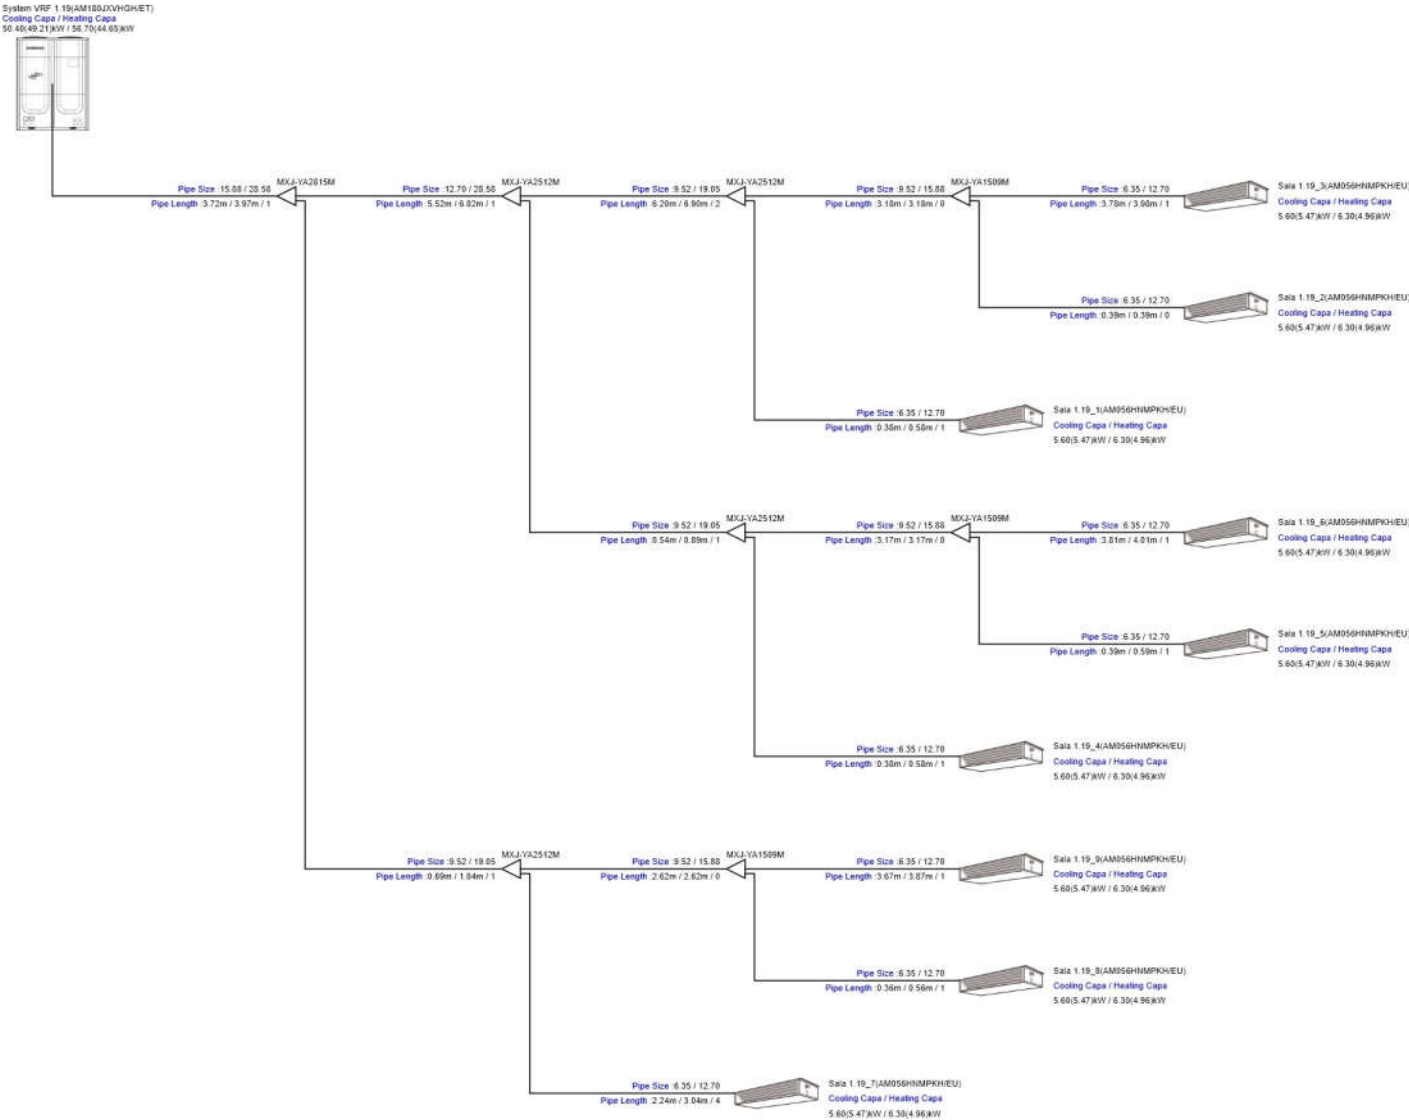 System VRF 1.19(AM180JXVHGH/ET)
Cooling Capa / Heating Capa
50.40(49.21)kW / 56.70(44.65)kW
SAMSUNG
Pipe Size :15.88 / 28.58
Pipe Length :3.72m / 3.97m / 1
MXJ-YA2815M
Pipe Size :12.70 / 28.58
Pipe Length :5.52m / 6.02m / 1
MXJ-YA2512M
Pipe Size :9.52 / 19.05
Pipe Length :6.20m / 6.90m / 2
MXJ-YA2512M
Pipe Size :9.52 / 15.88
Pipe Length :3.18m / 3.18m / 0
MXJ-YA1509M
Pipe Size :6.35 / 12.70
Pipe Length :3.78m / 3.98m / 1
Sala 1.19_3(AM056HNMPKH/EU)
Cooling Capa / Heating Capa
5.60(5.47)kW / 6.30(4.96)kW
Pipe Size :6.35 / 12.70
Pipe Length :0.39m / 0.39m / 0
Sala 1.19_2(AM056HNMPKH/EU)
Cooling Capa / Heating Capa
5.60(5.47)kW / 6.30(4.96)kW
Pipe Size :6.35 / 12.70
Pipe Length :0.38m / 0.58m / 1
Sala 1.19_1(AM056HNMPKH/EU)
Cooling Capa / Heating Capa
5.60(5.47)kW / 6.30(4.96)kW
Pipe Size :9.52 / 19.05
Pipe Length :0.54m / 0.89m / 1
MXJ-YA2512M
Pipe Size :9.52 / 15.88
Pipe Length :3.17m / 3.17m / 0
MXJ-YA1509M
Pipe Size :6.35 / 12.70
Pipe Length :3.81m / 4.01m / 1
Sala 1.19_6(AM056HNMPKH/EU)
Cooling Capa / Heating Capa
5.60(5.47)kW / 6.30(4.96)kW
Pipe Size :6.35 / 12.70
Pipe Length :0.39m / 0.59m / 1
Sala 1.19_5(AM056HNMPKH/EU)
Cooling Capa / Heating Capa
5.60(5.47)kW / 6.30(4.96)kW
Pipe Size :6.35 / 12.70
Pipe Length :0.38m / 0.58m / 1
Sala 1.19_4(AM056HNMPKH/EU)
Cooling Capa / Heating Capa
5.60(5.47)kW / 6.30(4.96)kW
Pipe Size :9.52 / 19.05
Pipe Length :0.69m / 1.04m / 1
MXJ-YA2512M
Pipe Size :9.52 / 15.88
Pipe Length :2.62m / 2.62m / 0
MXJ-YA1509M
Pipe Size :6.35 / 12.70
Pipe Length :3.67m / 3.87m / 1
Sala 1.19_9(AM056HNMPKH/EU)
Cooling Capa / Heating Capa
5.60(5.47)kW / 6.30(4.96)kW
Pipe Size :6.35 / 12.70
Pipe Length :0.36m / 0.56m / 1
Sala 1.19_8(AM056HNMPKH/EU)
Cooling Capa / Heating Capa
5.60(5.47)kW / 6.30(4.96)kW
Pipe Size :6.35 / 12.70
Pipe Length :2.24m / 3.04m / 4
Sala 1.19_7(AM056HNMPKH/EU)
Cooling Capa / Heating Capa
5.60(5.47)kW / 6.30(4.96)kW